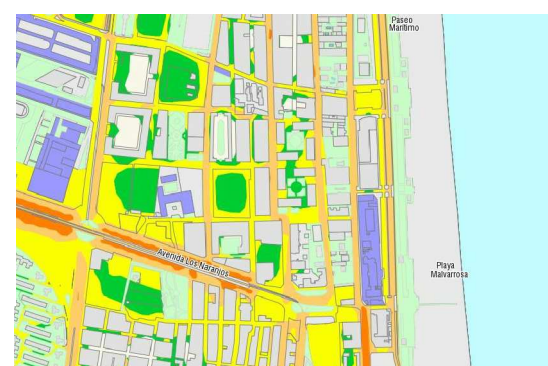 Paseo
Marítimo
Avenida Los Naranjos
Playa
Malvarrosa